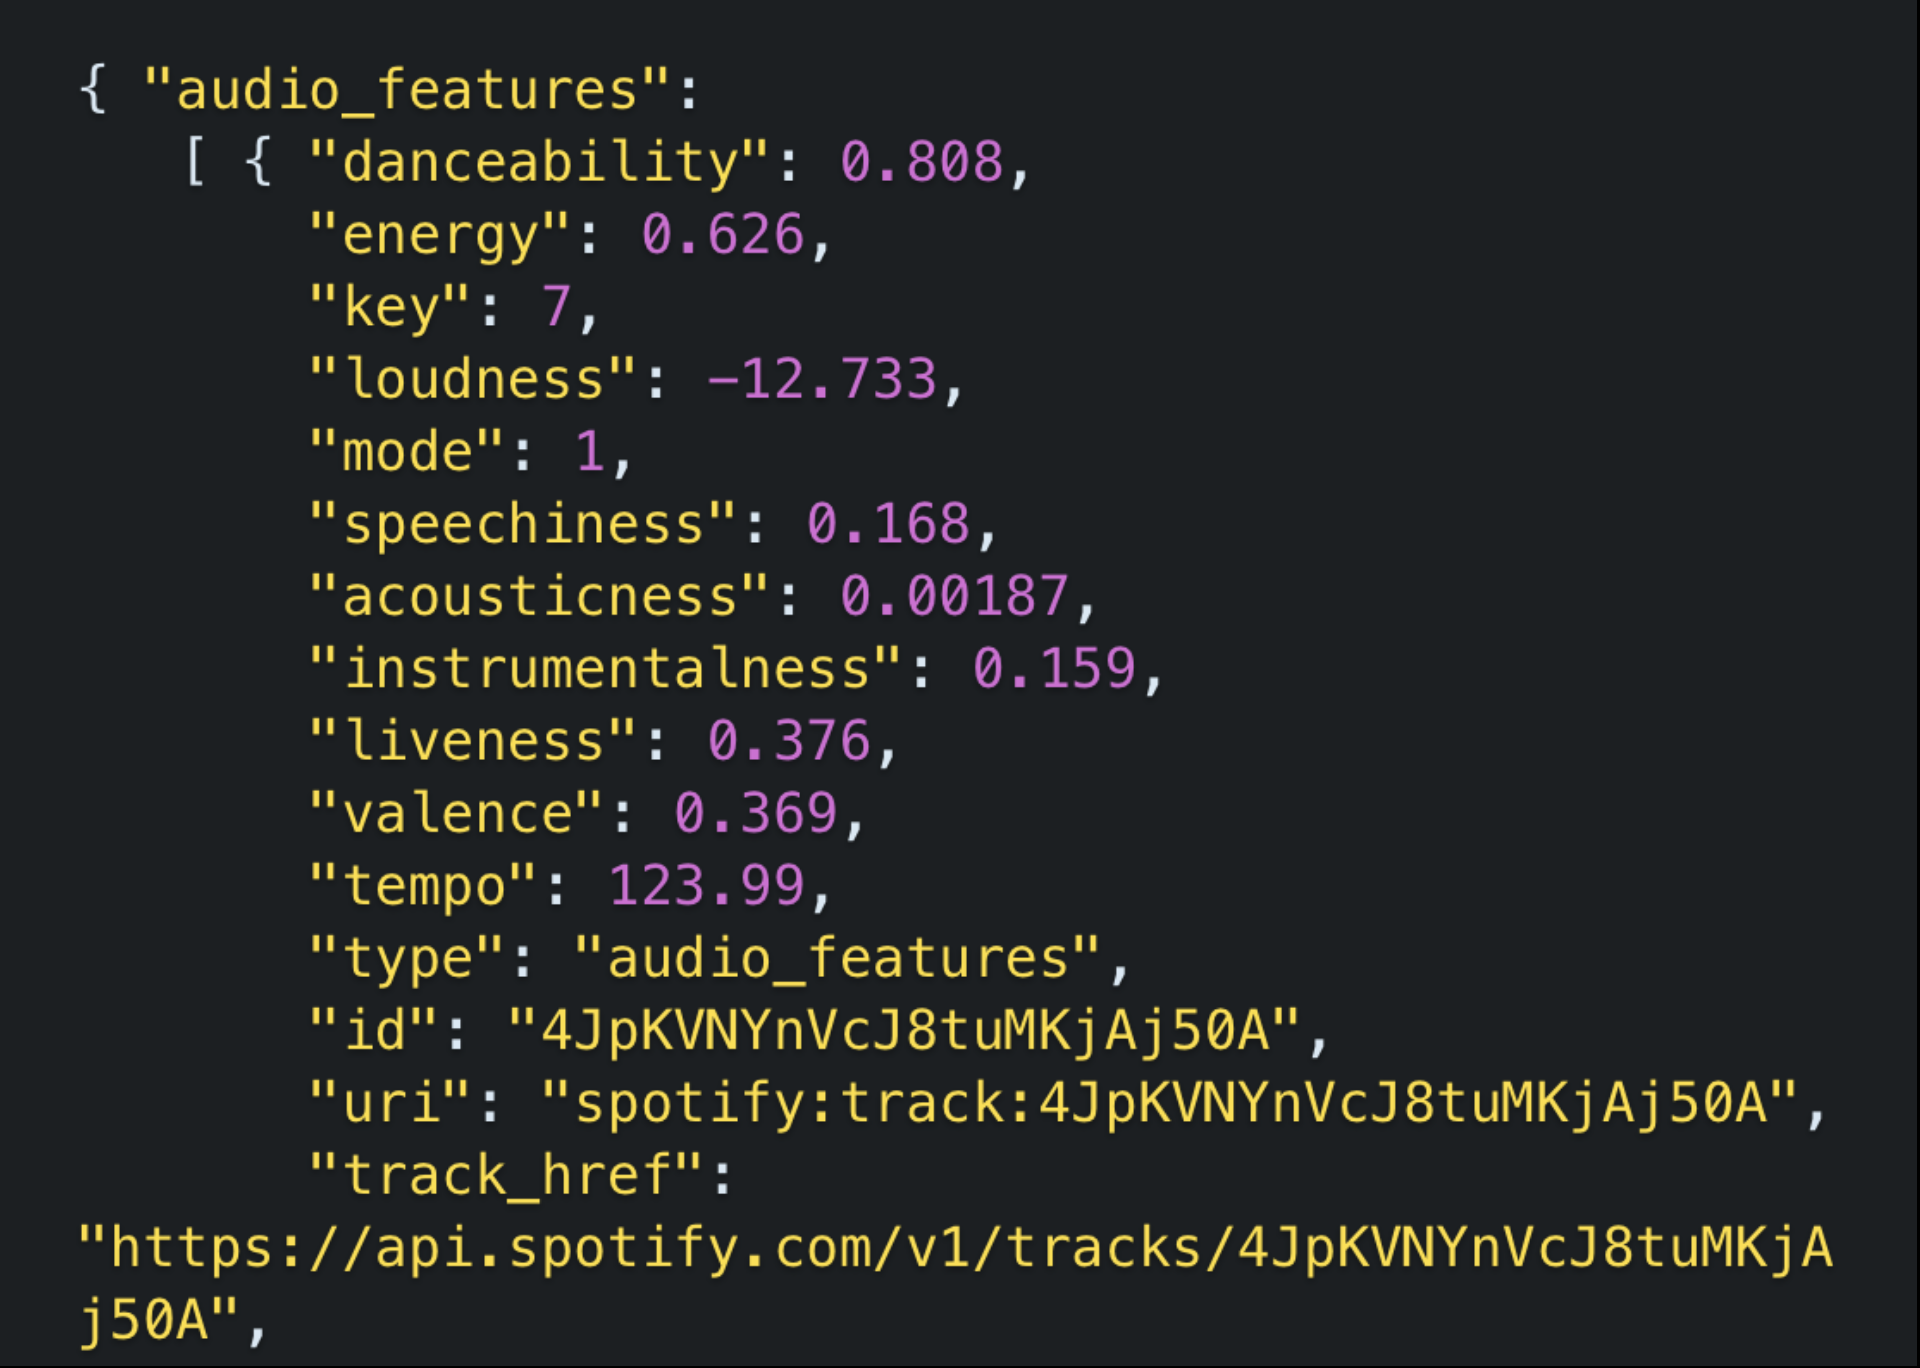 { "audio_features":
[ { "danceability": 0.808,
"energy": 0.626,
"key": 7,
"loudness": −12.733,
"mode": 1,
"speechiness": 0.168,
"acousticness": 0.00187,
"instrumentalness": 0.159,
"liveness": 0.376,
"valence": 0.369,
"tempo": 123.99,
"type": "audio_features",
"id": "4JpKVNYnVcJ8tuMKjAj50A",
"uri": "spotify:track:4JpKVNYnVcJ8tuMKjAj50A",
"track_href":
"https://api.spotify.com/v1/tracks/4JpKVNYnVcJ8tuMKjA
j50A",